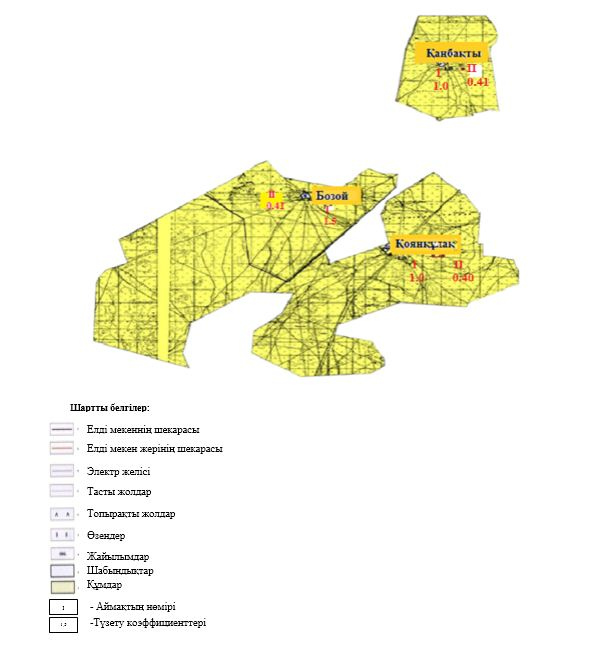 Қанбақты
I II
1.0 0.41
II Бозой
0.41 I
1.5
Қоянқұлақ
I II
1.0 0.40
Шартты белгілер:
Елді мекеннің шекарасы
Елді мекен жерінің шекарасы
Электр желісі
Тасты жолдар
Топырақты жолдар
Өзендер
Жайылымдар
Шабындықтар
Құмдар
- Аймақтың нөмірі
-Түзету коэффициенттері